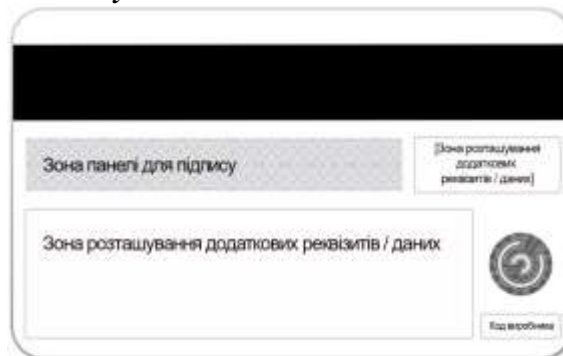 Зона панелі для підпису
[Зона розташування
додаткових
реквізитів / даних]
Зона розташування додаткових реквізитів / даних
Код виробника